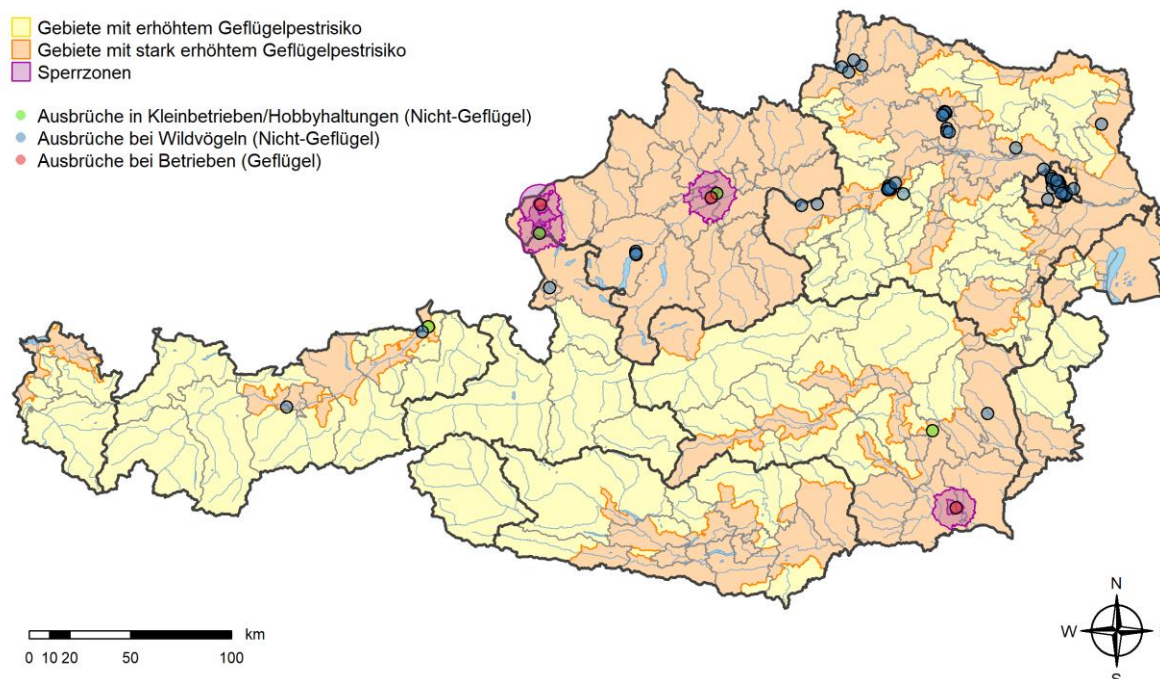 Gebiete mit erhöhtem Geflügelpestrisiko
Gebiete mit stark erhöhtem Geflügelpestrisiko
Sperrzonen
Ausbrüche in Kleinbetrieben/Hobbyhaltungen (Nicht-Geflügel)
Ausbrüche bei Wildvögeln (Nicht-Geflügel)
Ausbrüche bei Betrieben (Geflügel)
km
0 10 20 50 100
N
W
S